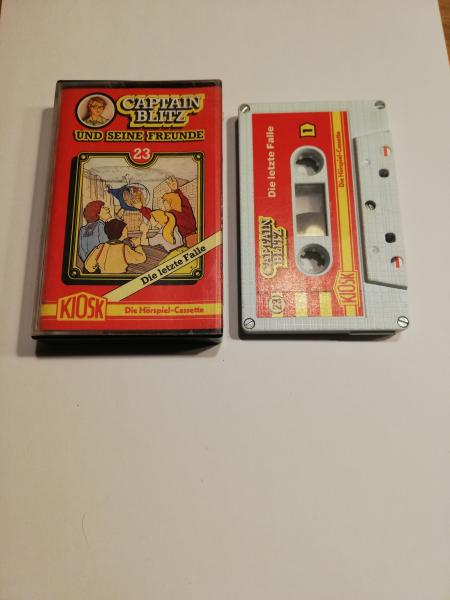 CAPTAIN
BLITZ
UND SEINE FREUNDE
23
Die letzte Falle
KIOSK
Die Hörspiel-Cassette
CAPTAIN
BLITZ
23
Die letzte Falle
1
KIOSK
Die Hörspiel-Cassette